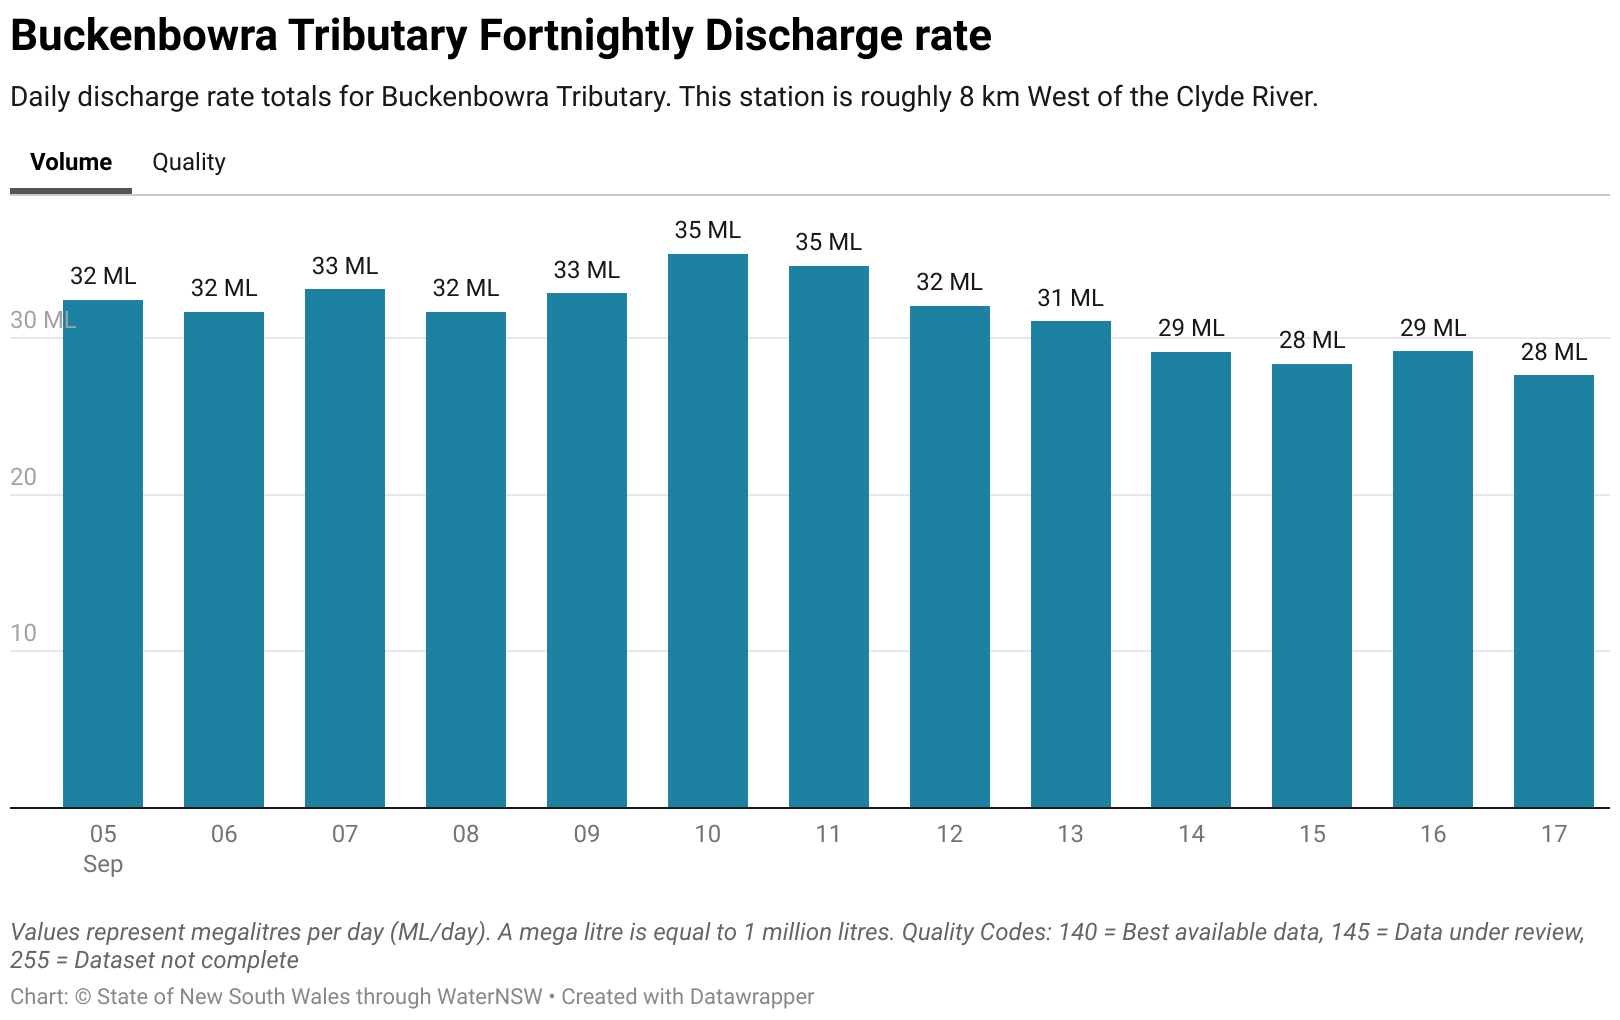 Buckenbowra Tributary Fortnightly Discharge rate
Daily discharge rate totals for Buckenbowra Tributary. This station is roughly 8 km West of the Clyde River.
Volume Quality
35 ML
35 ML
33 ML
33 ML
32 ML
32 ML
32 ML
32 ML
31 ML
30 ML
29 ML
29 ML
28 ML
28 ML
20
10
05 06 07 08 09 10 11 12 13 14 15 16 17
Sep
Values represent megalitres per day (ML/day). A mega litre is equal to 1 million litres. Quality Codes: 140 = Best available data, 145 = Data under review,
255 = Dataset not complete
Chart: © State of New South Wales through WaterNSW • Created with Datawrapper